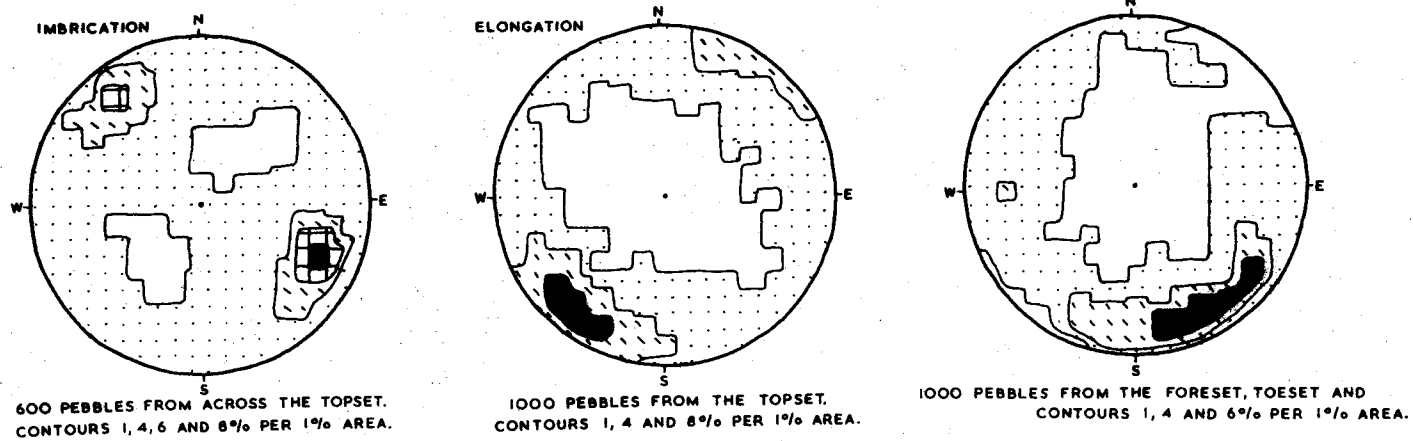 IMBRICATION
N
W
E
S
600 PEBBLES FROM ACROSS THE TOPSET.
CONTOURS 1,4,6 AND 8% PER 1% AREA.
ELONGATION
N
W
E
S
1000 PEBBLES FROM THE TOPSET.
CONTOURS 1, 4 AND 8% PER 1% AREA.
N
W
E
S
1000 PEBBLES FROM THE FORESET, TOESET AND
CONTOURS 1, 4 AND 6% PER 1% AREA.